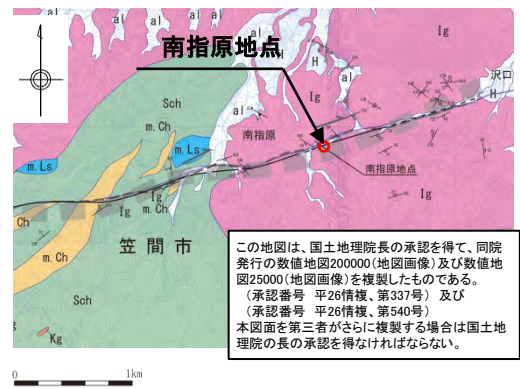 al
al
Ig
南指原地点
H
al
沢口
H
Sch
Ig
al
南指原
m.Ch
m.Ls
南指原地点
m.Ls
Ig
Ig
m.Ch
Ch
笠間市
m.Ch
Sch
Kg
この地図は、国土地理院長の承認を得て、同院
発行の数値地図200000(地図画像)及び数値地
図25000(地図画像)を複製したものである。
(承認番号 平26情複、第337号) 及び
(承認番号 平26情複、第540号)
本図面を第三者がさらに複製する場合は国土地
理院の長の承認を得なければならない。
0 1km